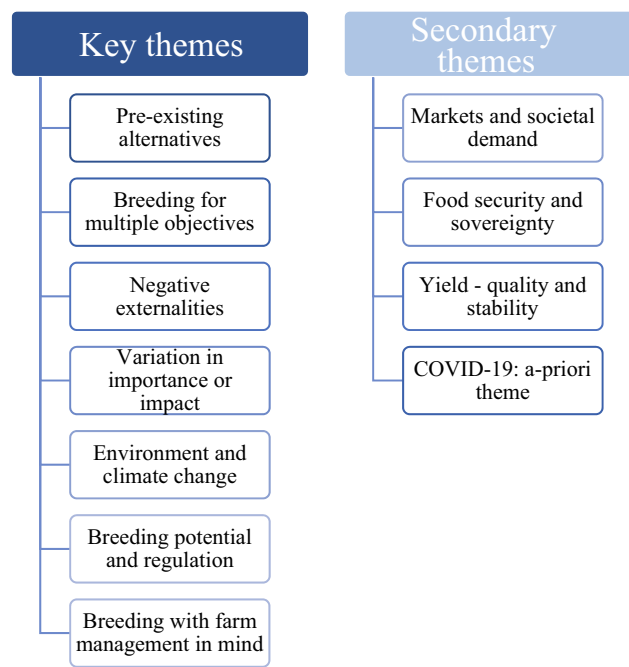 Key themes
Pre-existing
alternatives
Breeding for
multiple objectives
Negative
externalities
Variation in
importance or
impact
Environment and
climate change
Breeding potential
and regulation
Breeding with farm
management in mind
Secondary
themes
Markets and societal
demand
Food security and
sovereignty
Yield - quality and
stability
COVID-19: a-priori
theme